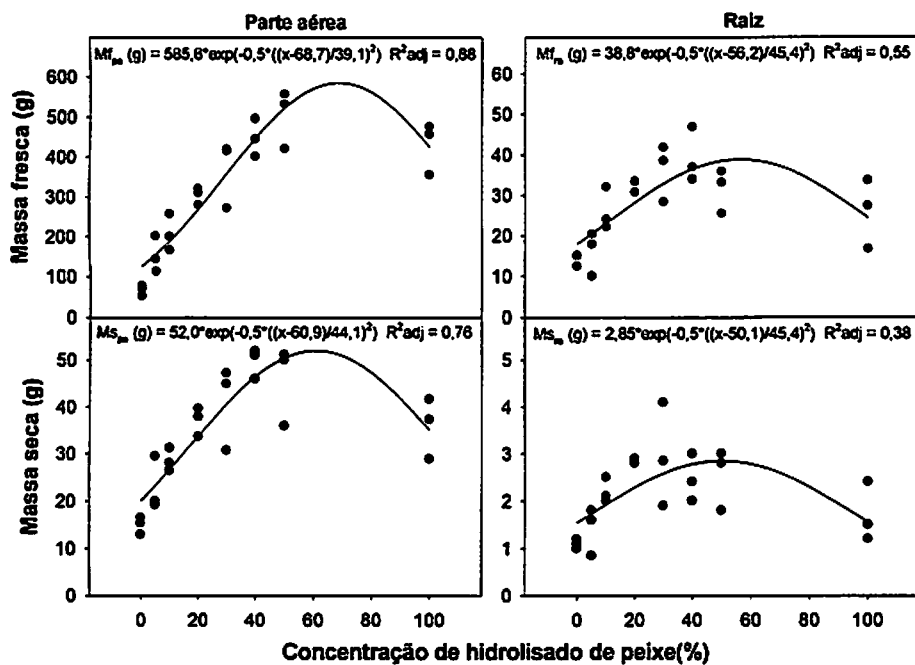 Parte aérea
Raiz
Mf_pa (g) = 585,6*exp(-0,5*((x-68,7)/39,1)²) R²adj = 0,88
Mf_ra (g) = 38,8*exp(-0,5*((x-56,2)/45,4)²) R²adj = 0,55
Massa fresca (g)
600
500
400
300
200
100
0
60
50
40
30
20
10
0
Ms_pa (g) = 52,0*exp(-0,5*((x-60,9)/44,1)²) R²adj = 0,76
Ms_ra (g) = 2,85*exp(-0,5*((x-50,1)/45,4)²) R²adj = 0,38
Massa seca (g)
50
40
30
20
10
0
5
4
3
2
1
0
0 20 40 60 80 100
0 20 40 60 80 100
Concentração de hidrolisado de peixe(%)